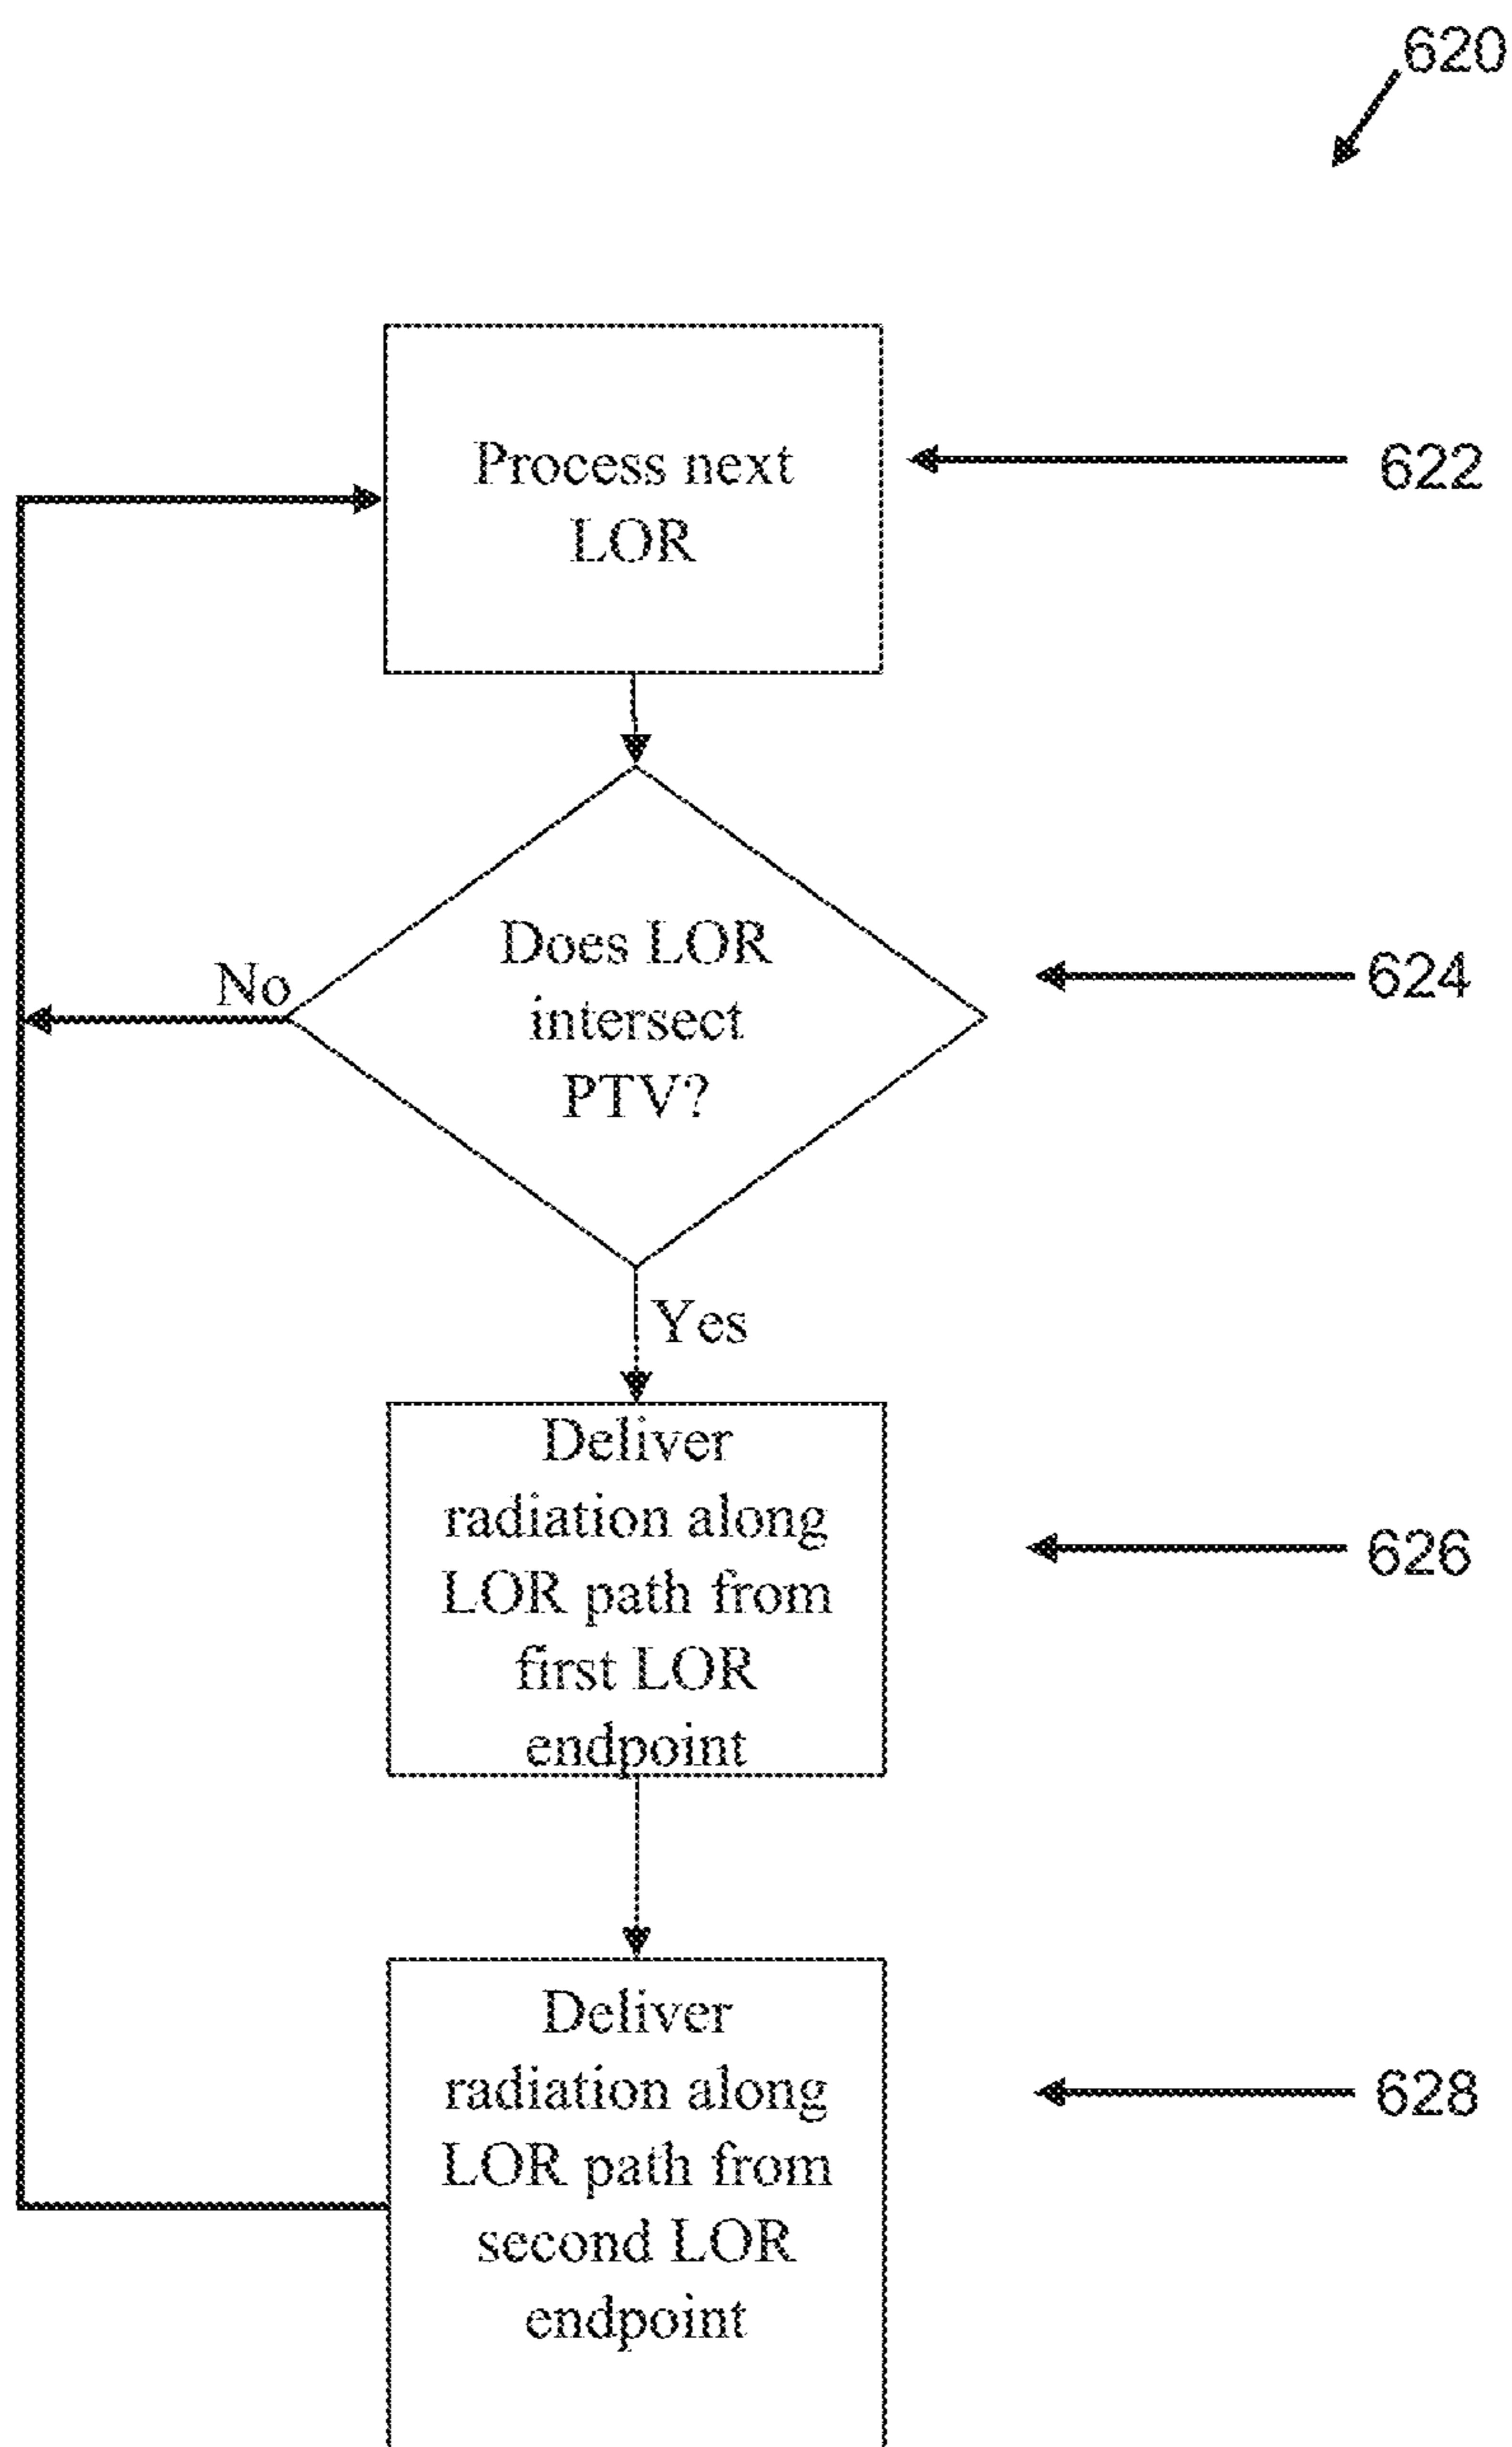 620
Process next
LOR
622
Does LOR
intersect
PTV?
624
No
Yes
Deliver
radiation along
LOR path from
first LOR
endpoint
626
Deliver
radiation along
LOR path from
second LOR
endpoint
628